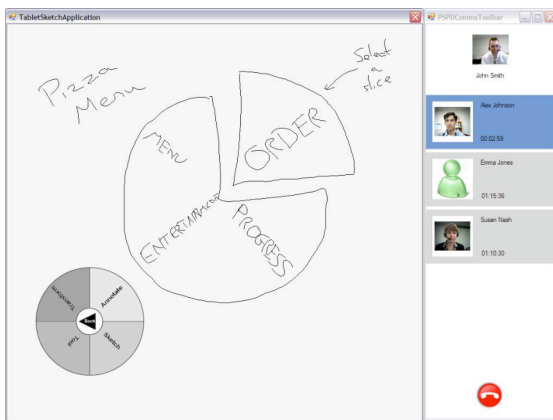 TabletSketchApplication
Pizza
Menu
Select
a
slice
ORDER
MENU
ENTERTAINMENT
PROGRESS
Transform
Annotate
Back
Tool
Sketch
PSPDCommsToolbar
John Smith
Alex Johnson
00:02:59
Emma Jones
01:15:36
Susan Nash
01:10:30